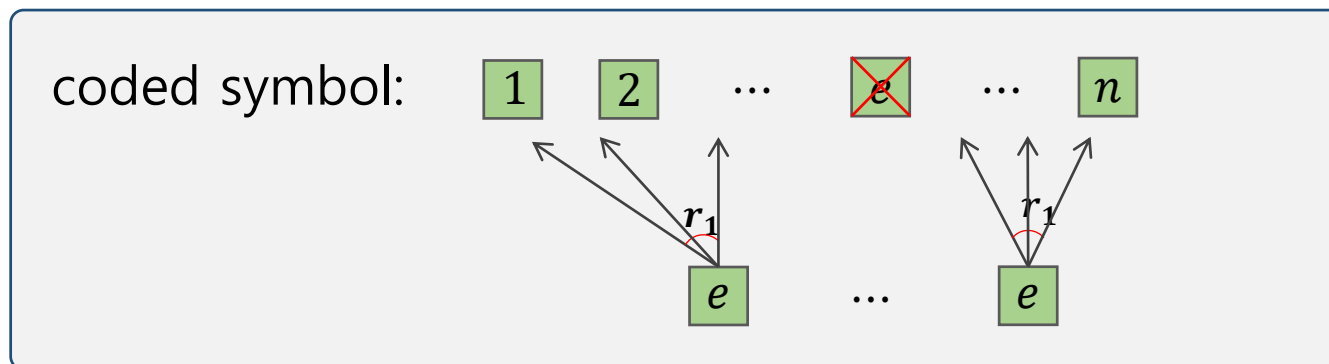 coded symbol: 1 2 ... e ... n
r₁ r₁
e ... e